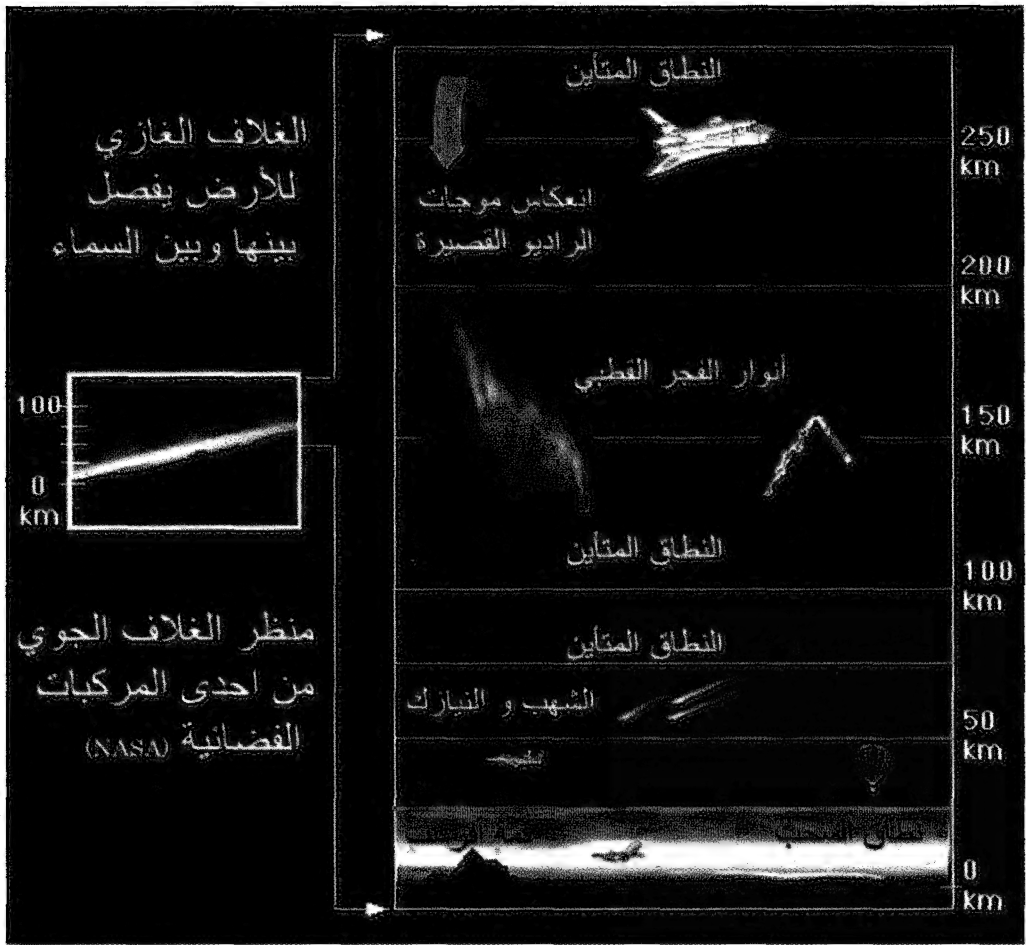 النطاق المتأين
الغلاف الغازي
للأرض يفصل
بينها وبين السماء
انعكاس موجات
الراديو القصيرة
250
km
200
km
أنوار الفجر القطبي
150
km
100
0
km
النطاق المتأين
100
km
منظر الغلاف الجوي
من احدى المركبات
الفضائية (NASA)
النطاق المتأين
الشهب و النيازك
50
km
0
km